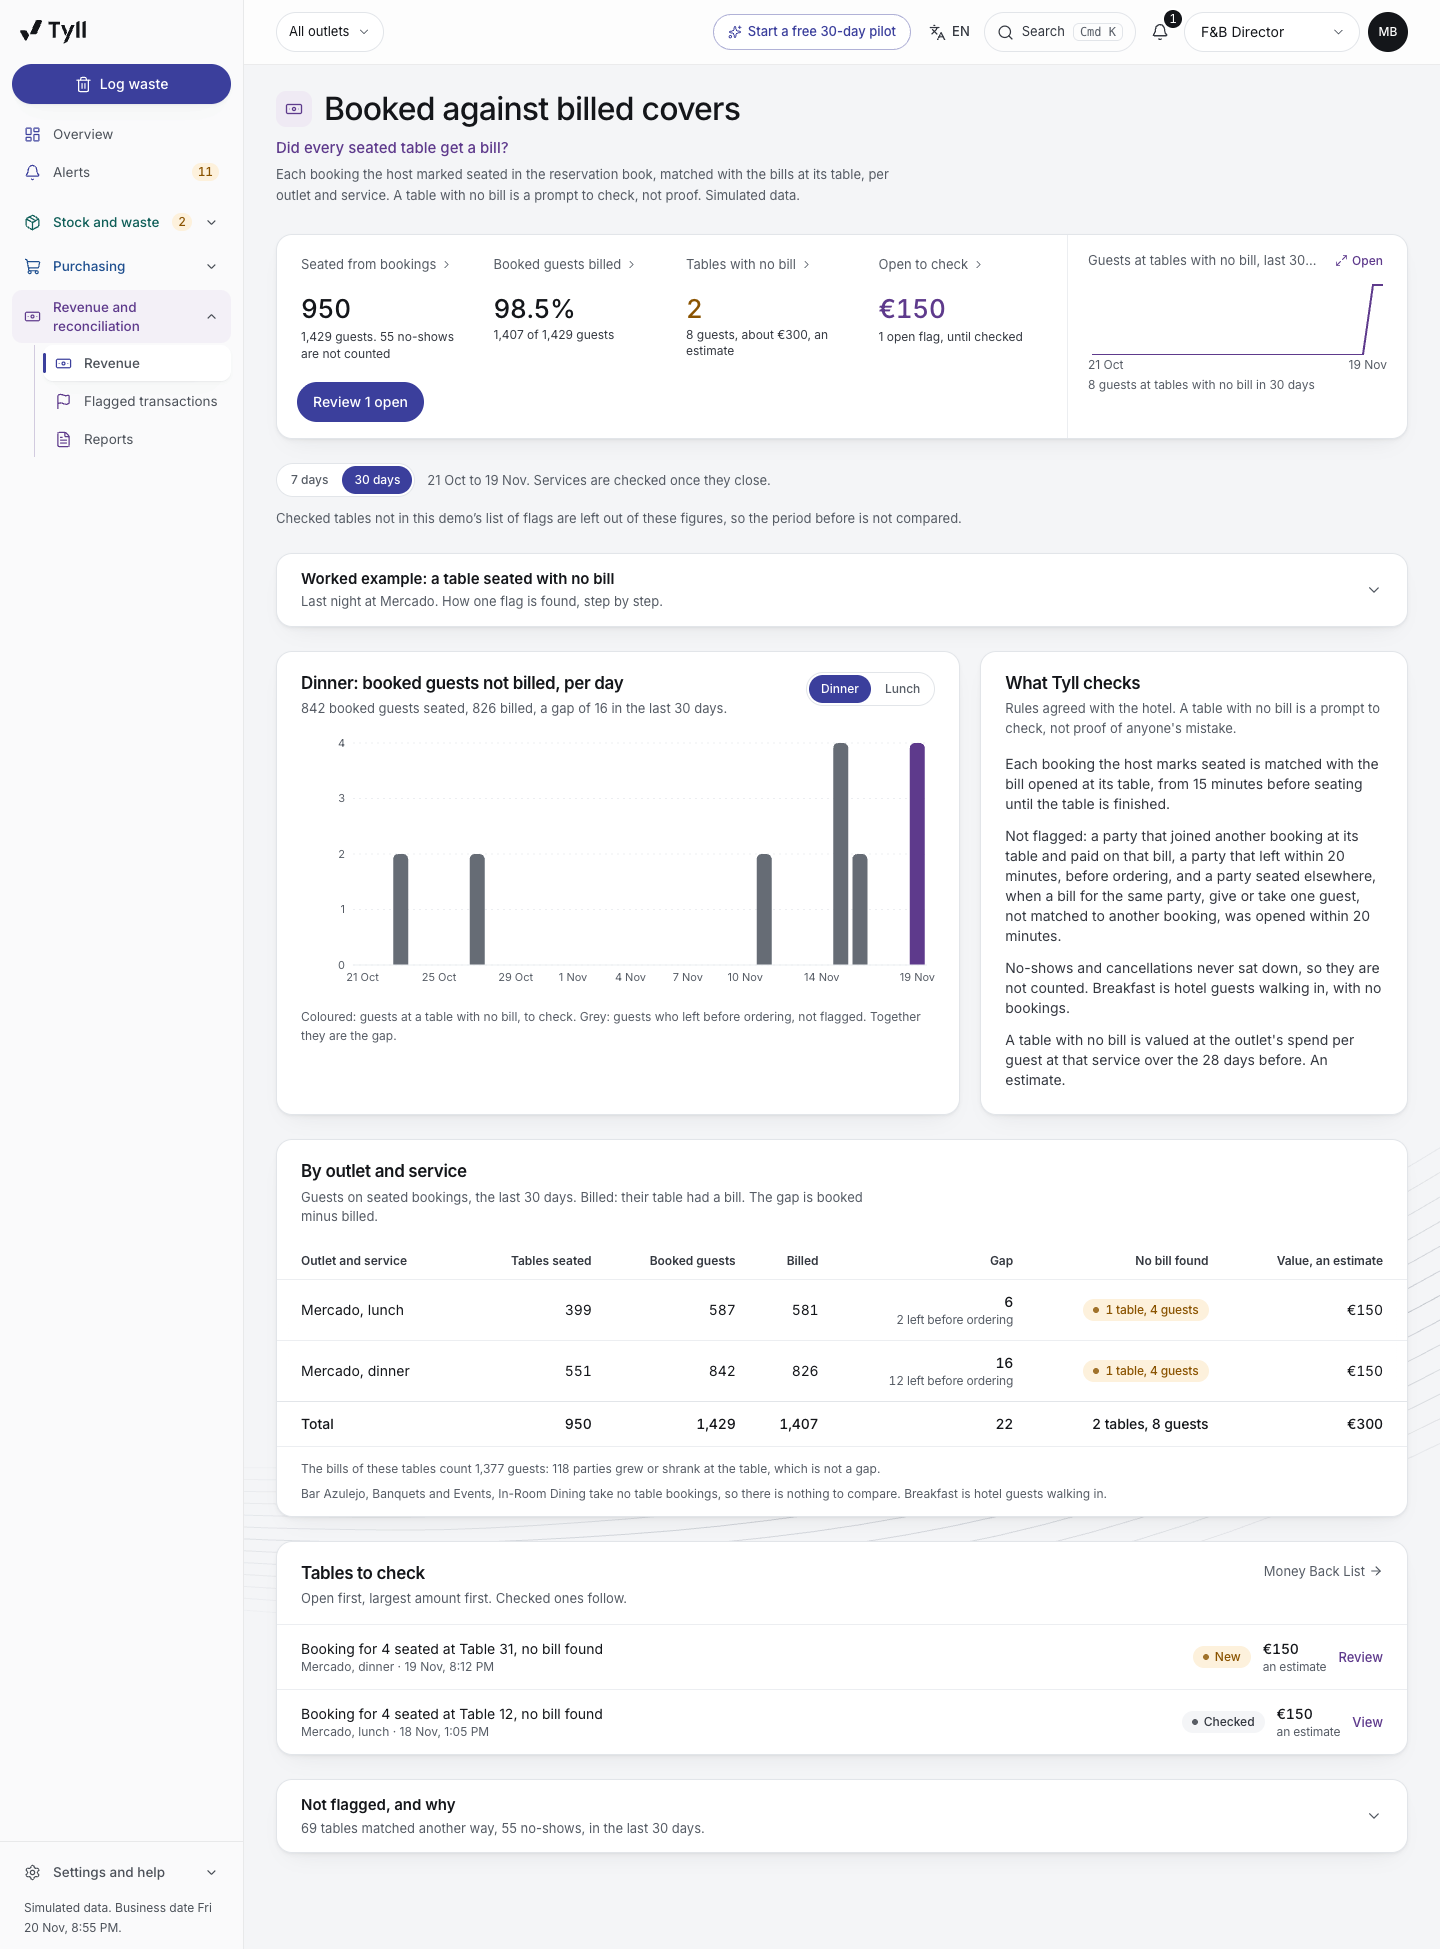 Tyll
Log waste
Overview
Alerts
11
Stock and waste
2
Purchasing
Revenue and
reconciliation
Revenue
Flagged transactions
Reports
Settings and help
Simulated data. Business date Fri
20 Nov, 8:55 PM.
All outlets
Start a free 30-day pilot
EN
Search
Cmd K
1
F&B Director
MB
Booked against billed covers
Did every seated table get a bill?
Each booking the host marked seated in the reservation book, matched with the bills at its table, per
outlet and service. A table with no bill is a prompt to check, not proof. Simulated data.
Seated from bookings
950
1,429 guests. 55 no-shows
are not counted
Booked guests billed
98.5%
1,407 of 1,429 guests
Tables with no bill
2
8 guests, about €300, an
estimate
Open to check
€150
1 open flag, until checked
Review 1 open
Guests at tables with no bill, last 30...
Open
21 Oct
19 Nov
8 guests at tables with no bill in 30 days
7 days
30 days
21 Oct to 19 Nov. Services are checked once they close.
Checked tables not in this demo’s list of flags are left out of these figures, so the period before is not compared.
Worked example: a table seated with no bill
Last night at Mercado. How one flag is found, step by step.
Dinner: booked guests not billed, per day
842 booked guests seated, 826 billed, a gap of 16 in the last 30 days.
Dinner
Lunch
4
3
2
1
0
21 Oct
25 Oct
29 Oct
1 Nov
4 Nov
7 Nov
10 Nov
14 Nov
19 Nov
Coloured: guests at a table with no bill, to check. Grey: guests who left before ordering, not flagged. Together
they are the gap.
What Tyll checks
Rules agreed with the hotel. A table with no bill is a prompt to
check, not proof of anyone's mistake.
Each booking the host marks seated is matched with the
bill opened at its table, from 15 minutes before seating
until the table is finished.
Not flagged: a party that joined another booking at its
table and paid on that bill, a party that left within 20
minutes, before ordering, and a party seated elsewhere,
when a bill for the same party, give or take one guest,
not matched to another booking, was opened within 20
minutes.
No-shows and cancellations never sat down, so they are
not counted. Breakfast is hotel guests walking in, with no
bookings.
A table with no bill is valued at the outlet's spend per
guest at that service over the 28 days before. An
estimate.
By outlet and service
Guests on seated bookings, the last 30 days. Billed: their table had a bill. The gap is booked
minus billed.
Outlet and service
Tables seated
Booked guests
Billed
Gap
No bill found
Value, an estimate
Mercado, lunch
399
587
581
6
2 left before ordering
1 table, 4 guests
€150
Mercado, dinner
551
842
826
16
12 left before ordering
1 table, 4 guests
€150
Total
950
1,429
1,407
22
2 tables, 8 guests
€300
The bills of these tables count 1,377 guests: 118 parties grew or shrank at the table, which is not a gap.
Bar Azulejo, Banquets and Events, In-Room Dining take no table bookings, so there is nothing to compare. Breakfast is hotel guests walking in.
Tables to check
Open first, largest amount first. Checked ones follow.
Money Back List
Booking for 4 seated at Table 31, no bill found
Mercado, dinner · 19 Nov, 8:12 PM
New
€150
an estimate
Review
Booking for 4 seated at Table 12, no bill found
Mercado, lunch · 18 Nov, 1:05 PM
Checked
€150
an estimate
View
Not flagged, and why
69 tables matched another way, 55 no-shows, in the last 30 days.